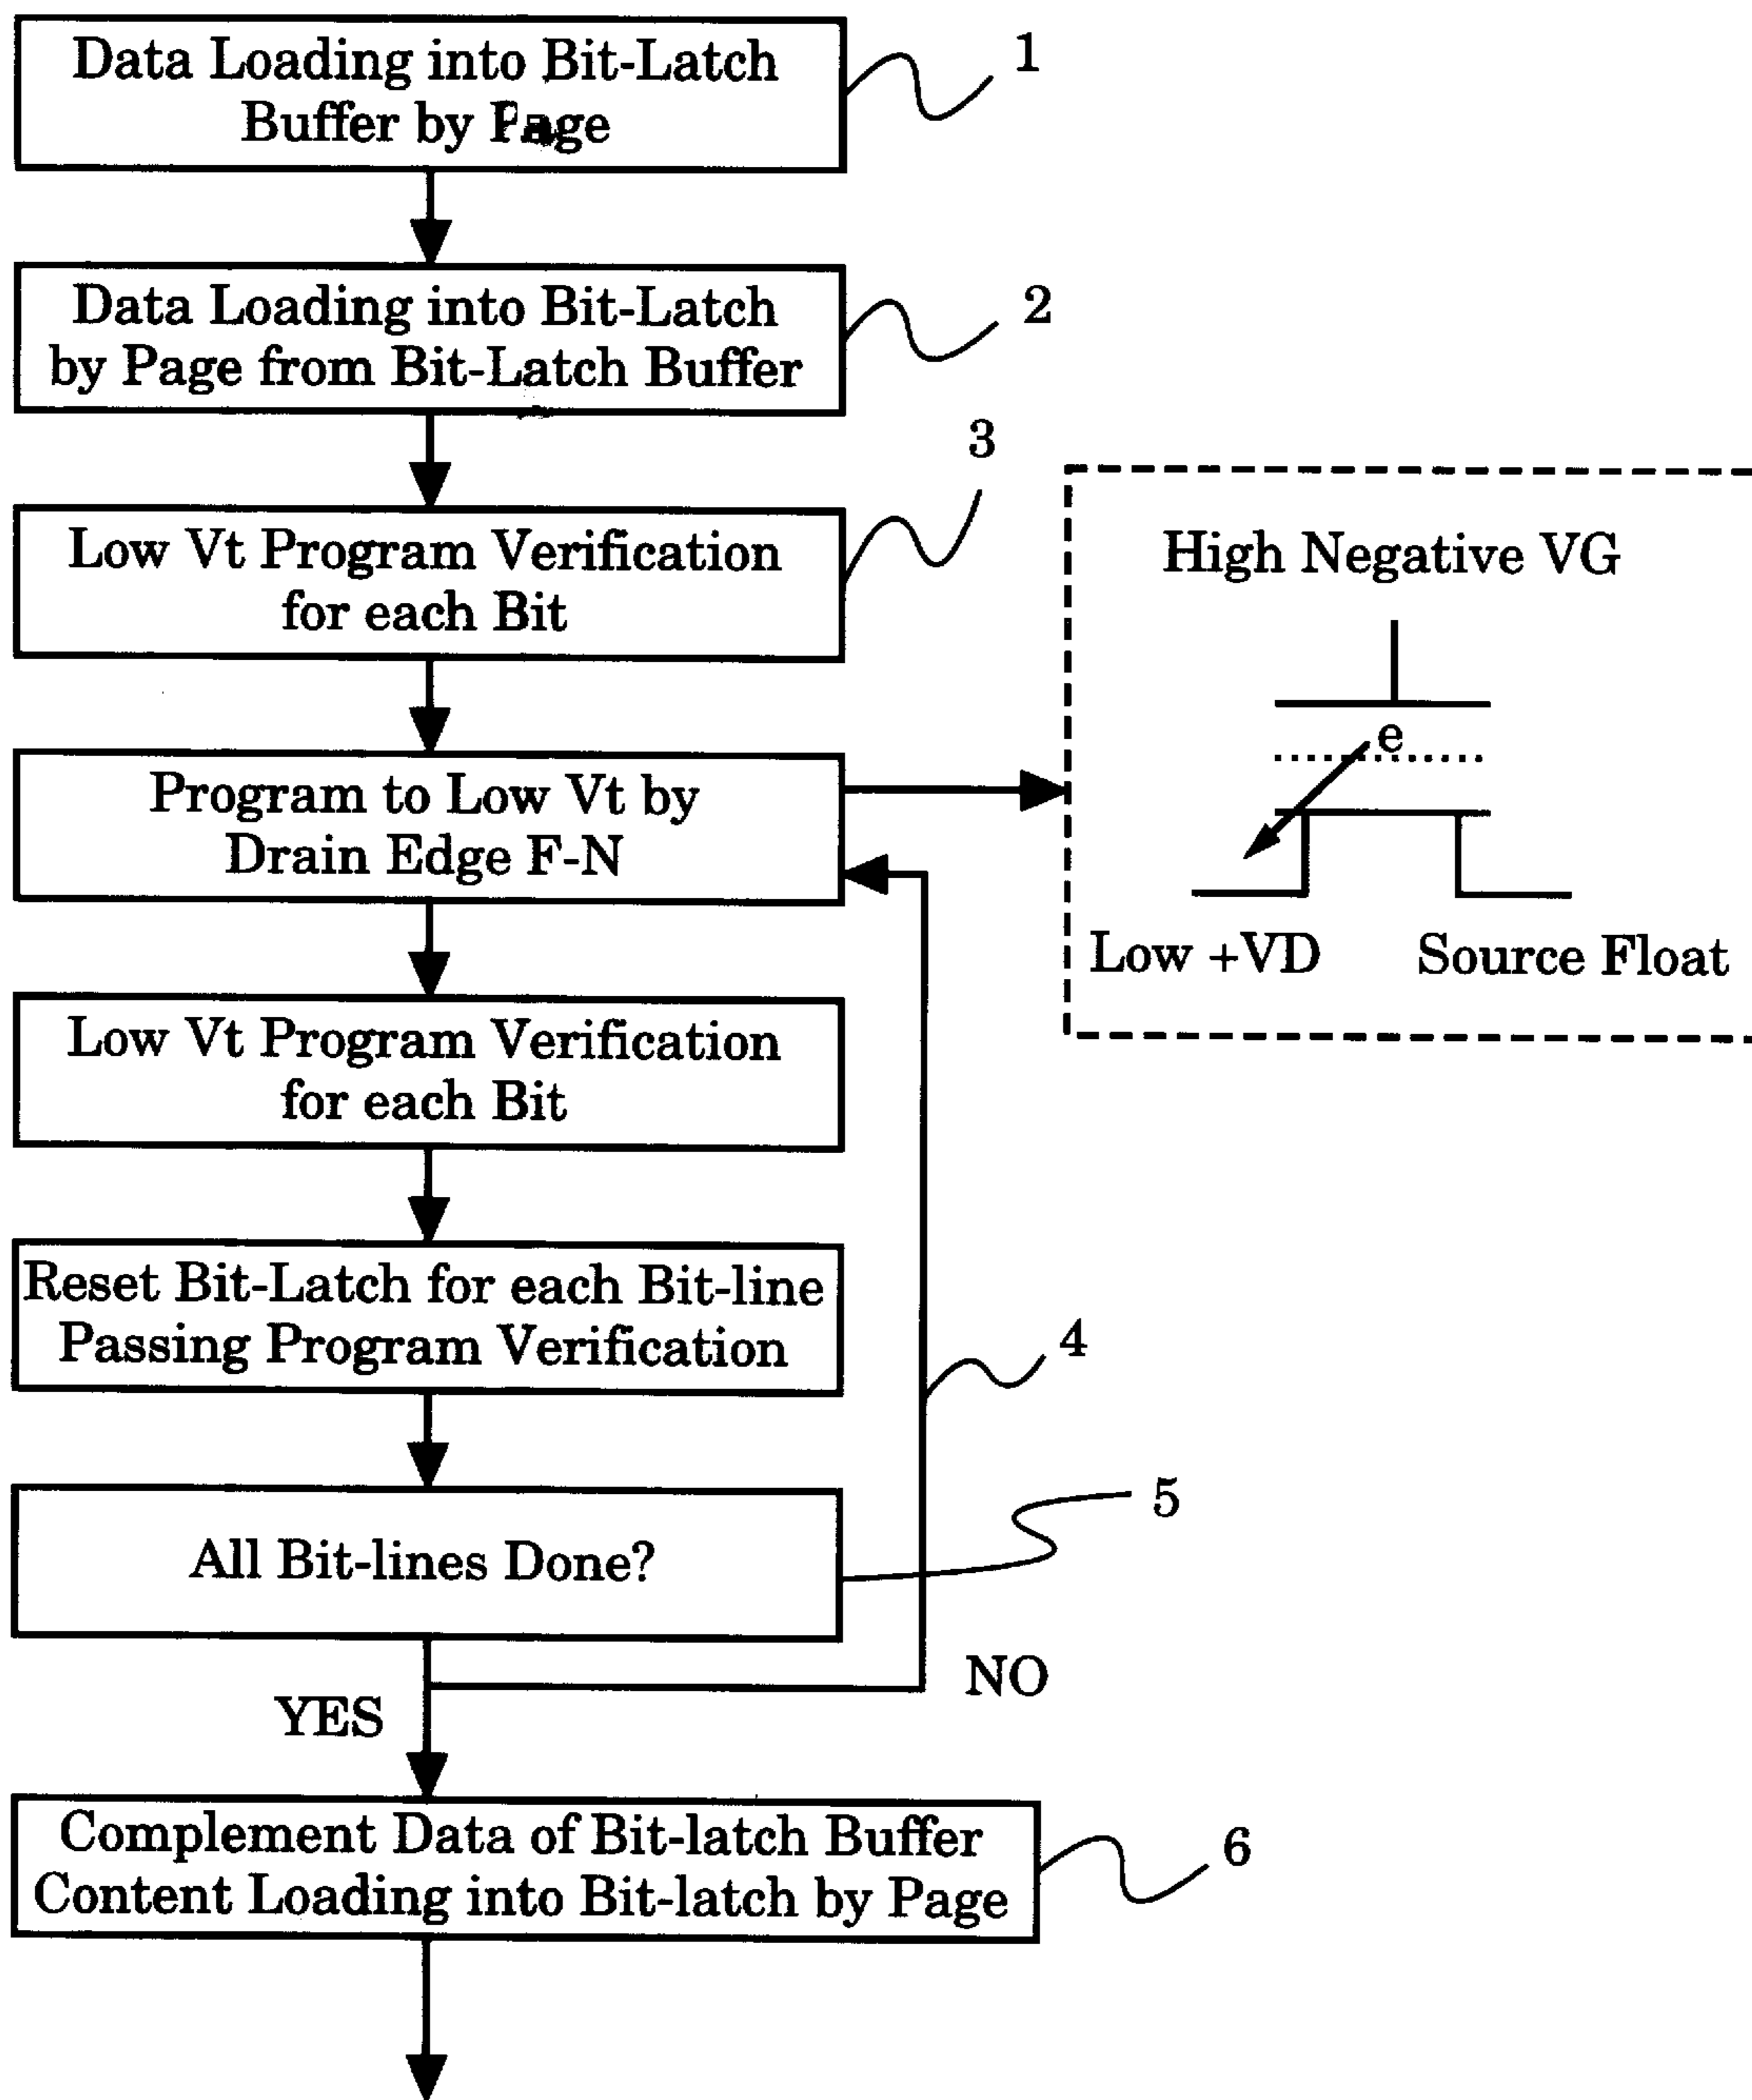 Data Loading into Bit-Latch
Buffer by Page
1
Data Loading into Bit-Latch
by Page from Bit-Latch Buffer
2
Low Vt Program Verification
for each Bit
3
Program to Low Vt by
Drain Edge F-N
High Negative VG
e
Low +VD
Source Float
Low Vt Program Verification
for each Bit
Reset Bit-Latch for each Bit-line
Passing Program Verification
4
All Bit-lines Done?
5
NO
YES
Complement Data of Bit-latch Buffer
Content Loading into Bit-latch by Page
6